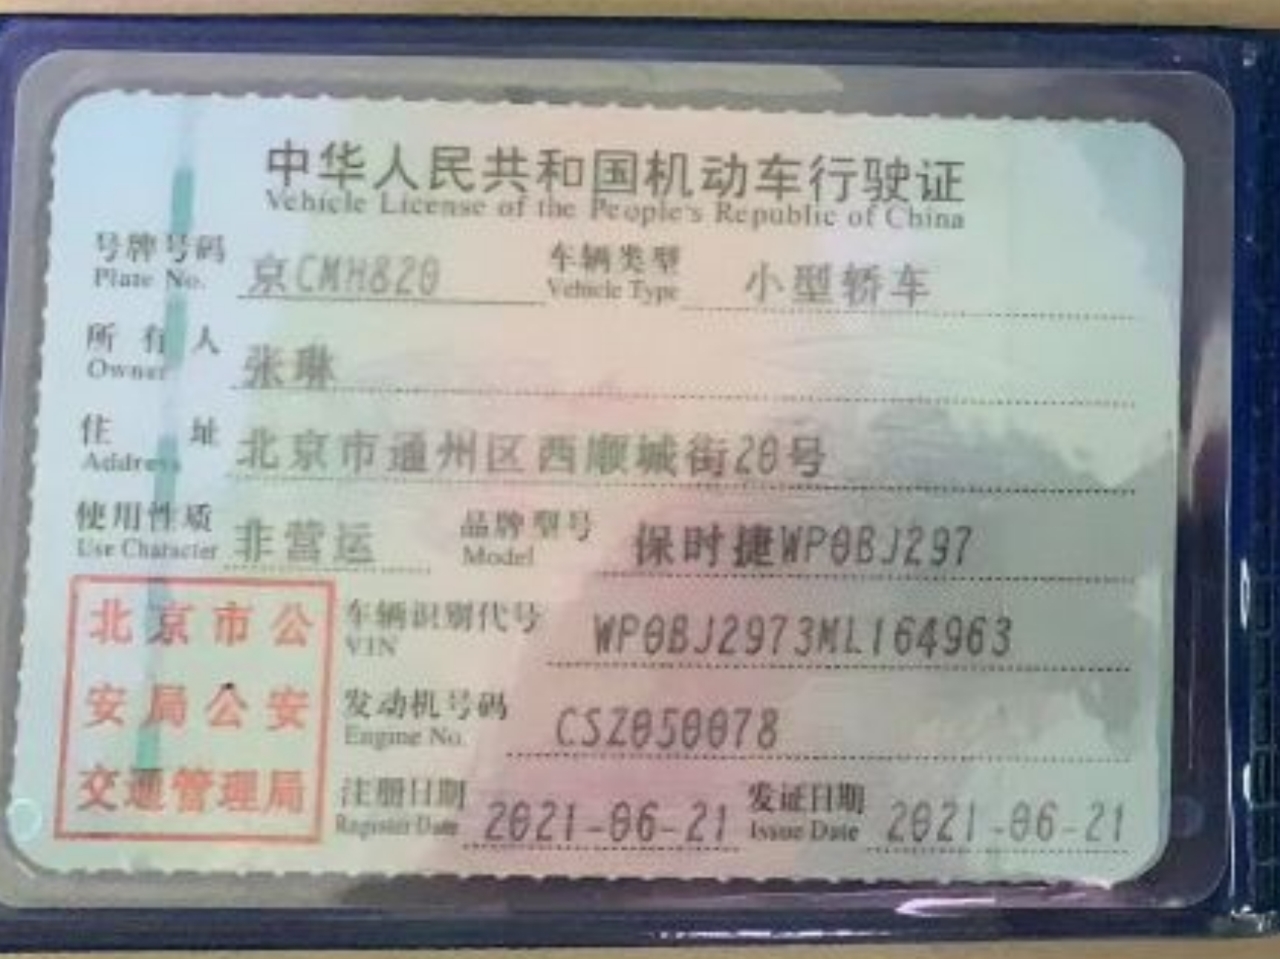 中华人民共和国机动车行驶证
Vehicle License of the People's Republic of China
号牌号码 京CMH820 车辆类型 小型轿车
Plate No. Vehicle Type
所有人 张琳
Owner
住址 北京市通州区西顺城街20号
Address
使用性质 非营运 品牌型号 保时捷WP0BJ297
Use Character Model
北京市公
安局公安
交通管理局
车辆识别代号 WP0BJ2973ML164963
VIN
发动机号码 CSZ050078
Engine No.
注册日期 2021-06-21 发证日期 2021-06-21
Register Date Issue Date